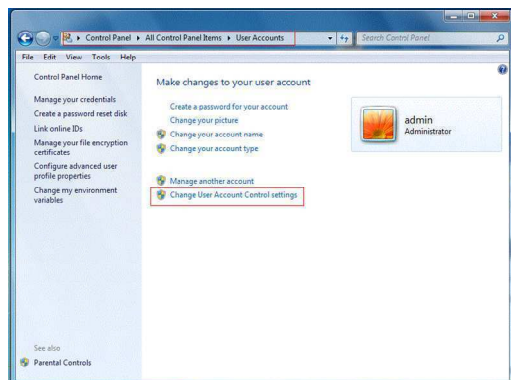 Control Panel ▸ All Control Panel Items ▸ User Accounts
Search Control Panel
File Edit View Tools Help
Control Panel Home
Manage your credentials
Create a password reset disk
Link online IDs
Manage your file encryption
certificates
Configure advanced user
profile properties
Change my environment
variables
See also
Parental Controls
Make changes to your user account
Create a password for your account
Change your picture
Change your account name
Change your account type
Manage another account
Change User Account Control settings
admin
Administrator